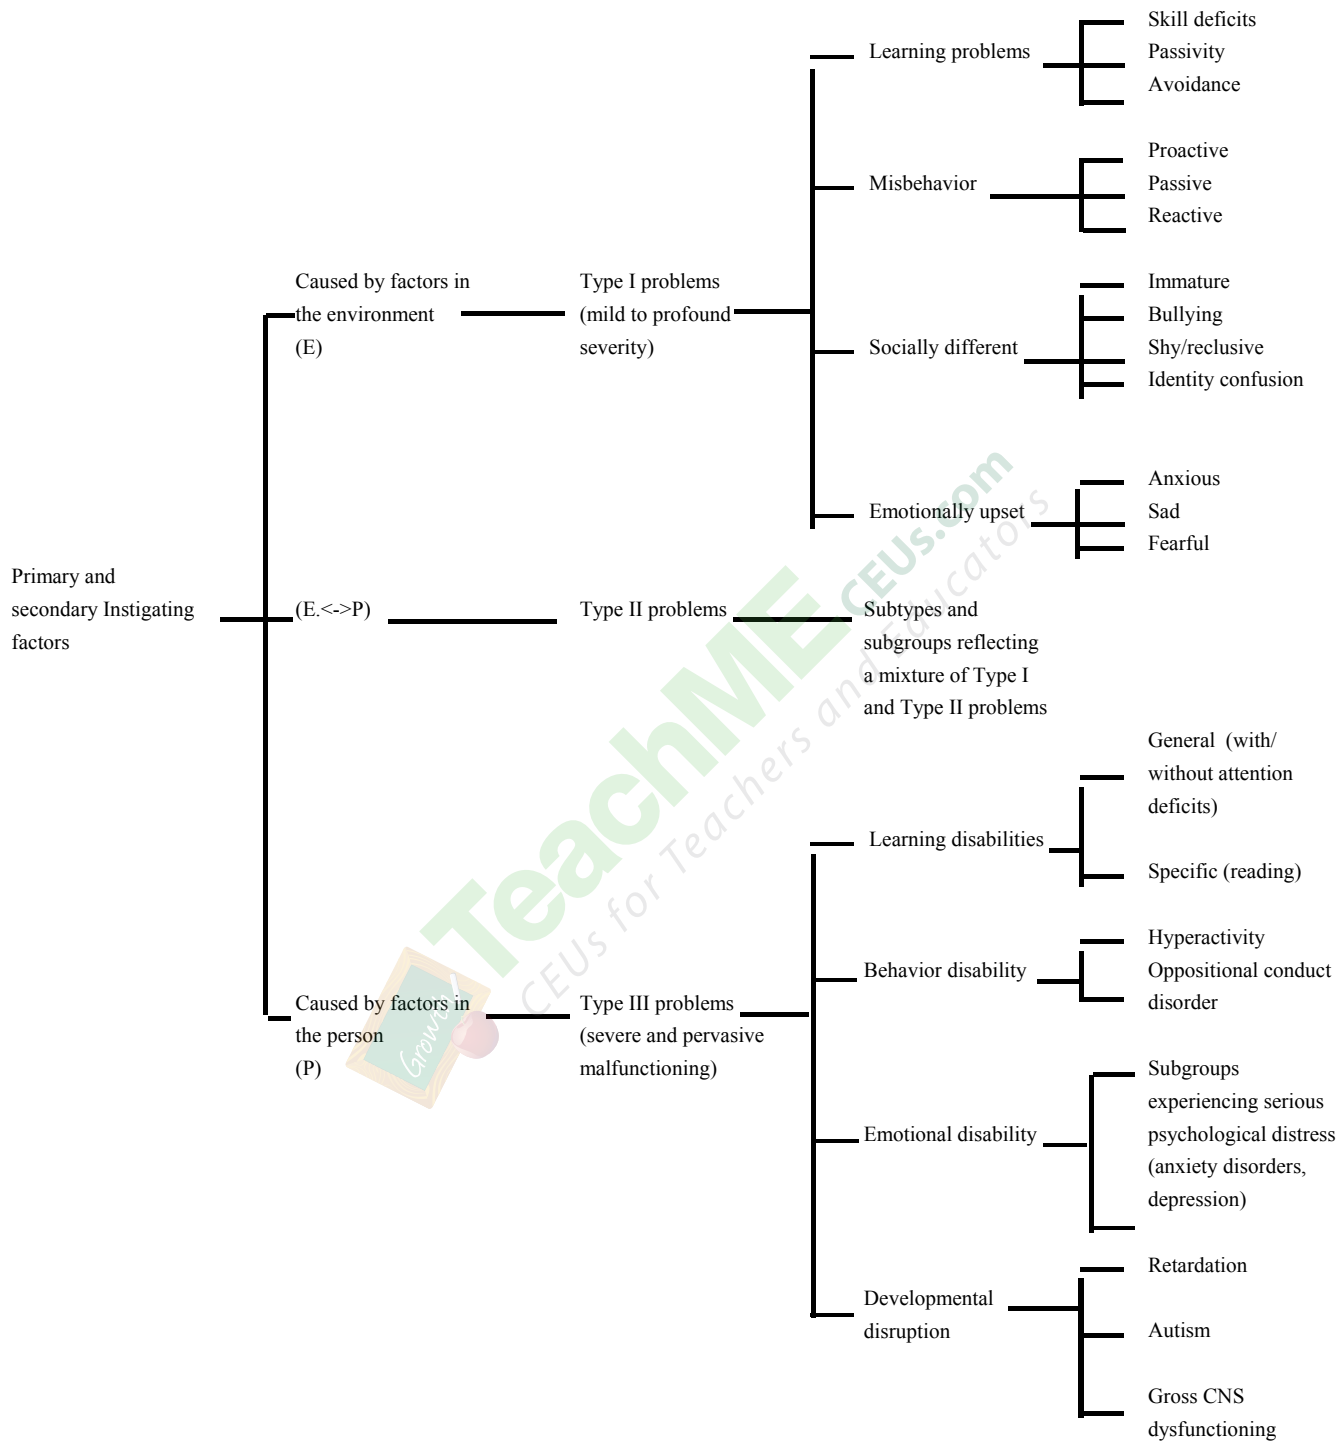 Primary and
secondary Instigating
factors
Caused by factors in
the environment
(E)
Type I problems
(mild to profound
severity)
Learning problems
Skill deficits
Passivity
Avoidance
Misbehavior
Proactive
Passive
Reactive
Socially different
Immature
Bullying
Shy/reclusive
Identity confusion
Emotionally upset
Anxious
Sad
Fearful
(E.<->P)
Type II problems
Subtypes and
subgroups reflecting
a mixture of Type I
and Type II problems
Caused by factors in
the person
(P)
Type III problems
(severe and pervasive
malfunctioning)
Learning disabilities
General (with/
without attention
deficits)
Specific (reading)
Behavior disability
Hyperactivity
Oppositional conduct
disorder
Emotional disability
Subgroups
experiencing serious
psychological distress
(anxiety disorders,
depression)
Developmental
disruption
Retardation
Autism
Gross CNS
dysfunctioning
Growth!
TeachME CEUs.com
CEUs for Teachers and Educators